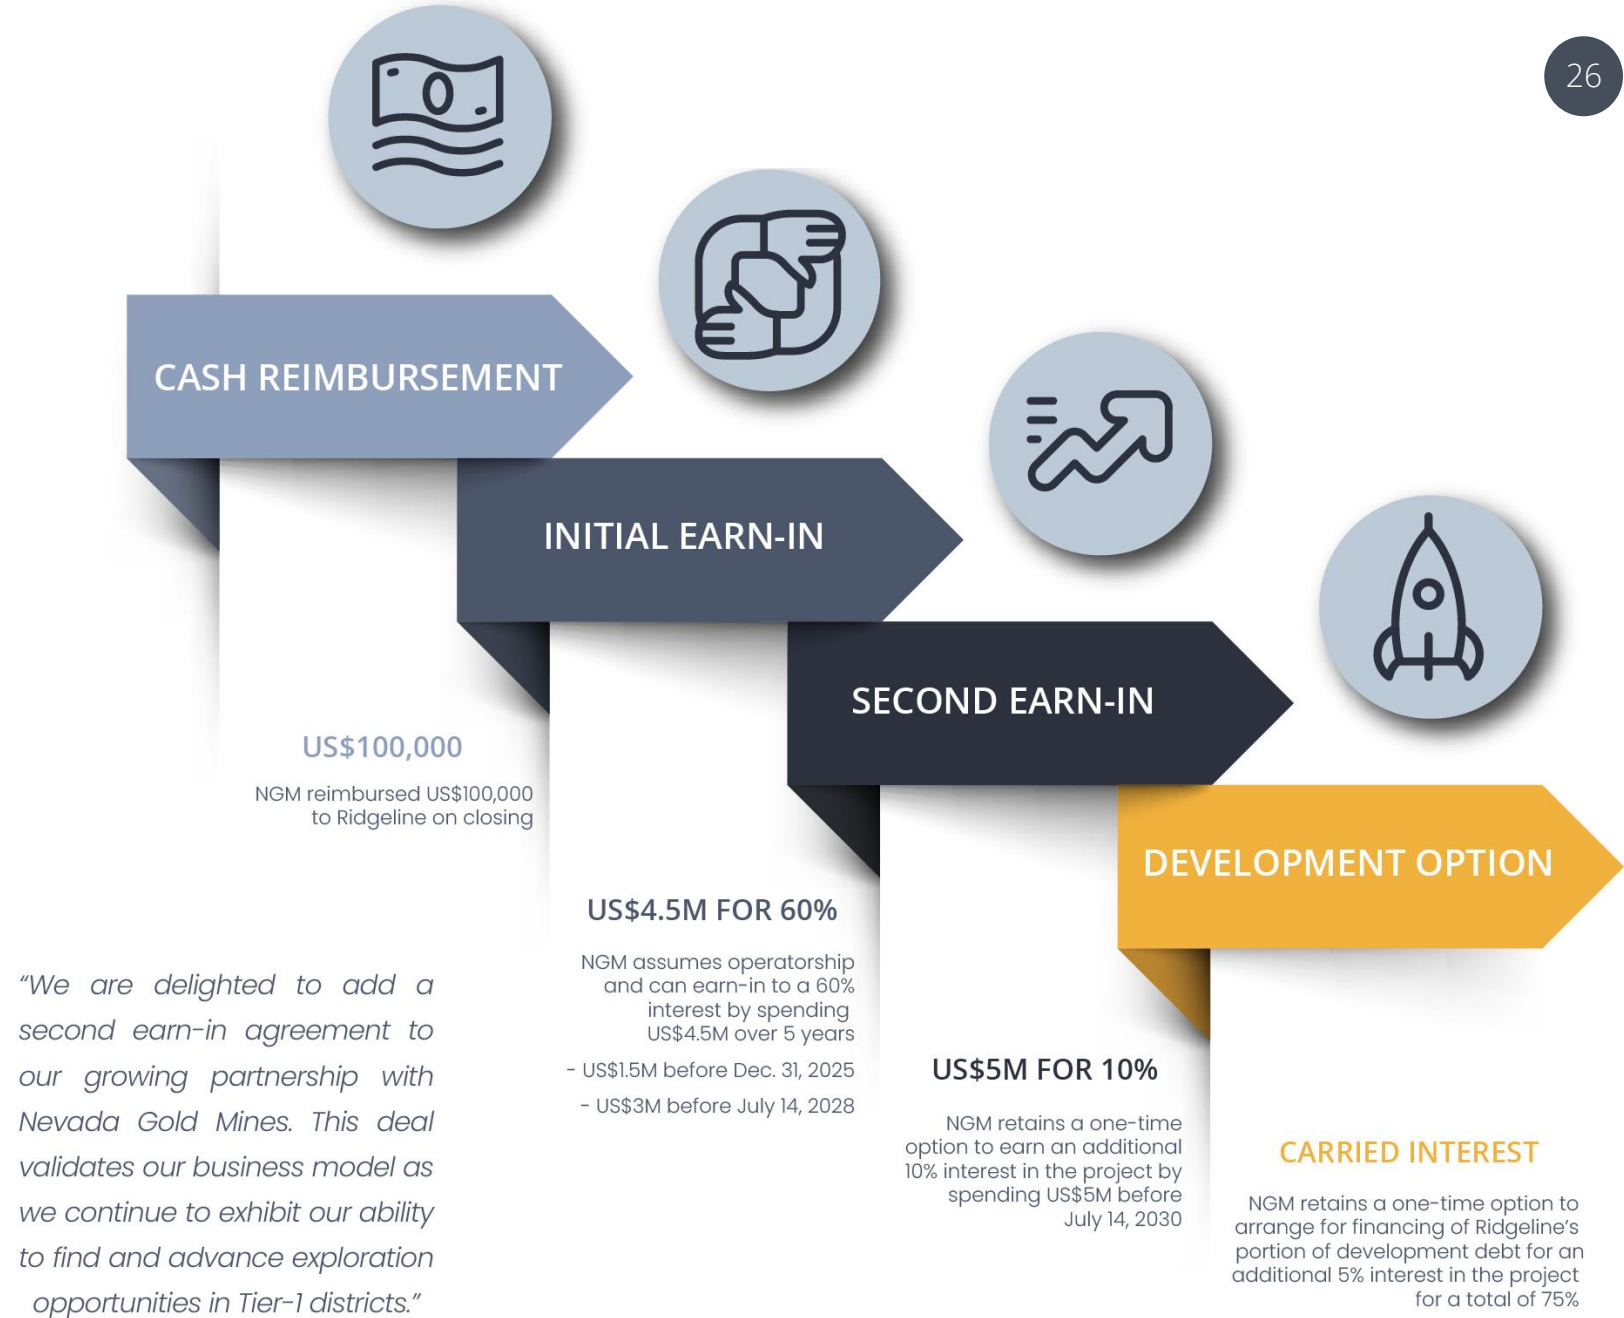 26
CASH REIMBURSEMENT
INITIAL EARN-IN
SECOND EARN-IN
DEVELOPMENT OPTION
US$100,000
NGM reimbursed US$100,000
to Ridgeline on closing
US$4.5M FOR 60%
NGM assumes operatorship
and can earn-in to a 60%
interest by spending
US$4.5M over 5 years
- US$1.5M before Dec. 31, 2025
- US$3M before July 14, 2028
US$5M FOR 10%
NGM retains a one-time
option to earn an additional
10% interest in the project by
spending US$5M before
July 14, 2030
CARRIED INTEREST
NGM retains a one-time option to
arrange for financing of Ridgeline's
portion of development debt for an
additional 5% interest in the project
for a total of 75%
“We are delighted to add a
second earn-in agreement to
our growing partnership with
Nevada Gold Mines. This deal
validates our business model as
we continue to exhibit our ability
to find and advance exploration
opportunities in Tier-1 districts.”